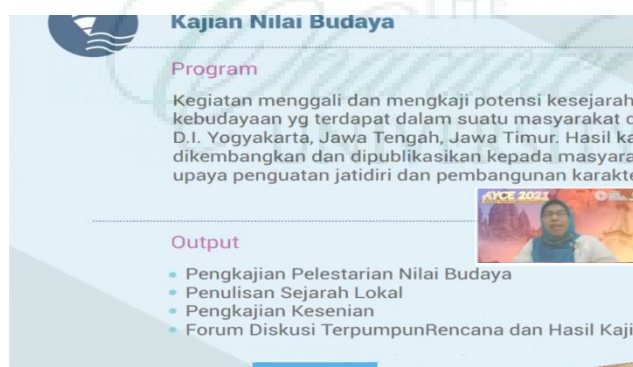 Kajian Nilai Budaya
Program
Kegiatan menggali dan mengkaji potensi kesejarah
kebudayaan yg terdapat dalam suatu masyarakat d
D.I. Yogyakarta, Jawa Tengah, Jawa Timur. Hasil ka
dikembangkan dan dipublikasikan kepada masyara
upaya penguatan jatidiri dan pembangunan karakte
AYCE 2021
Output
• Pengkajian Pelestarian Nilai Budaya
• Penulisan Sejarah Lokal
• Pengkajian Kesenian
• Forum Diskusi TerpumpunRencana dan Hasil Kaji